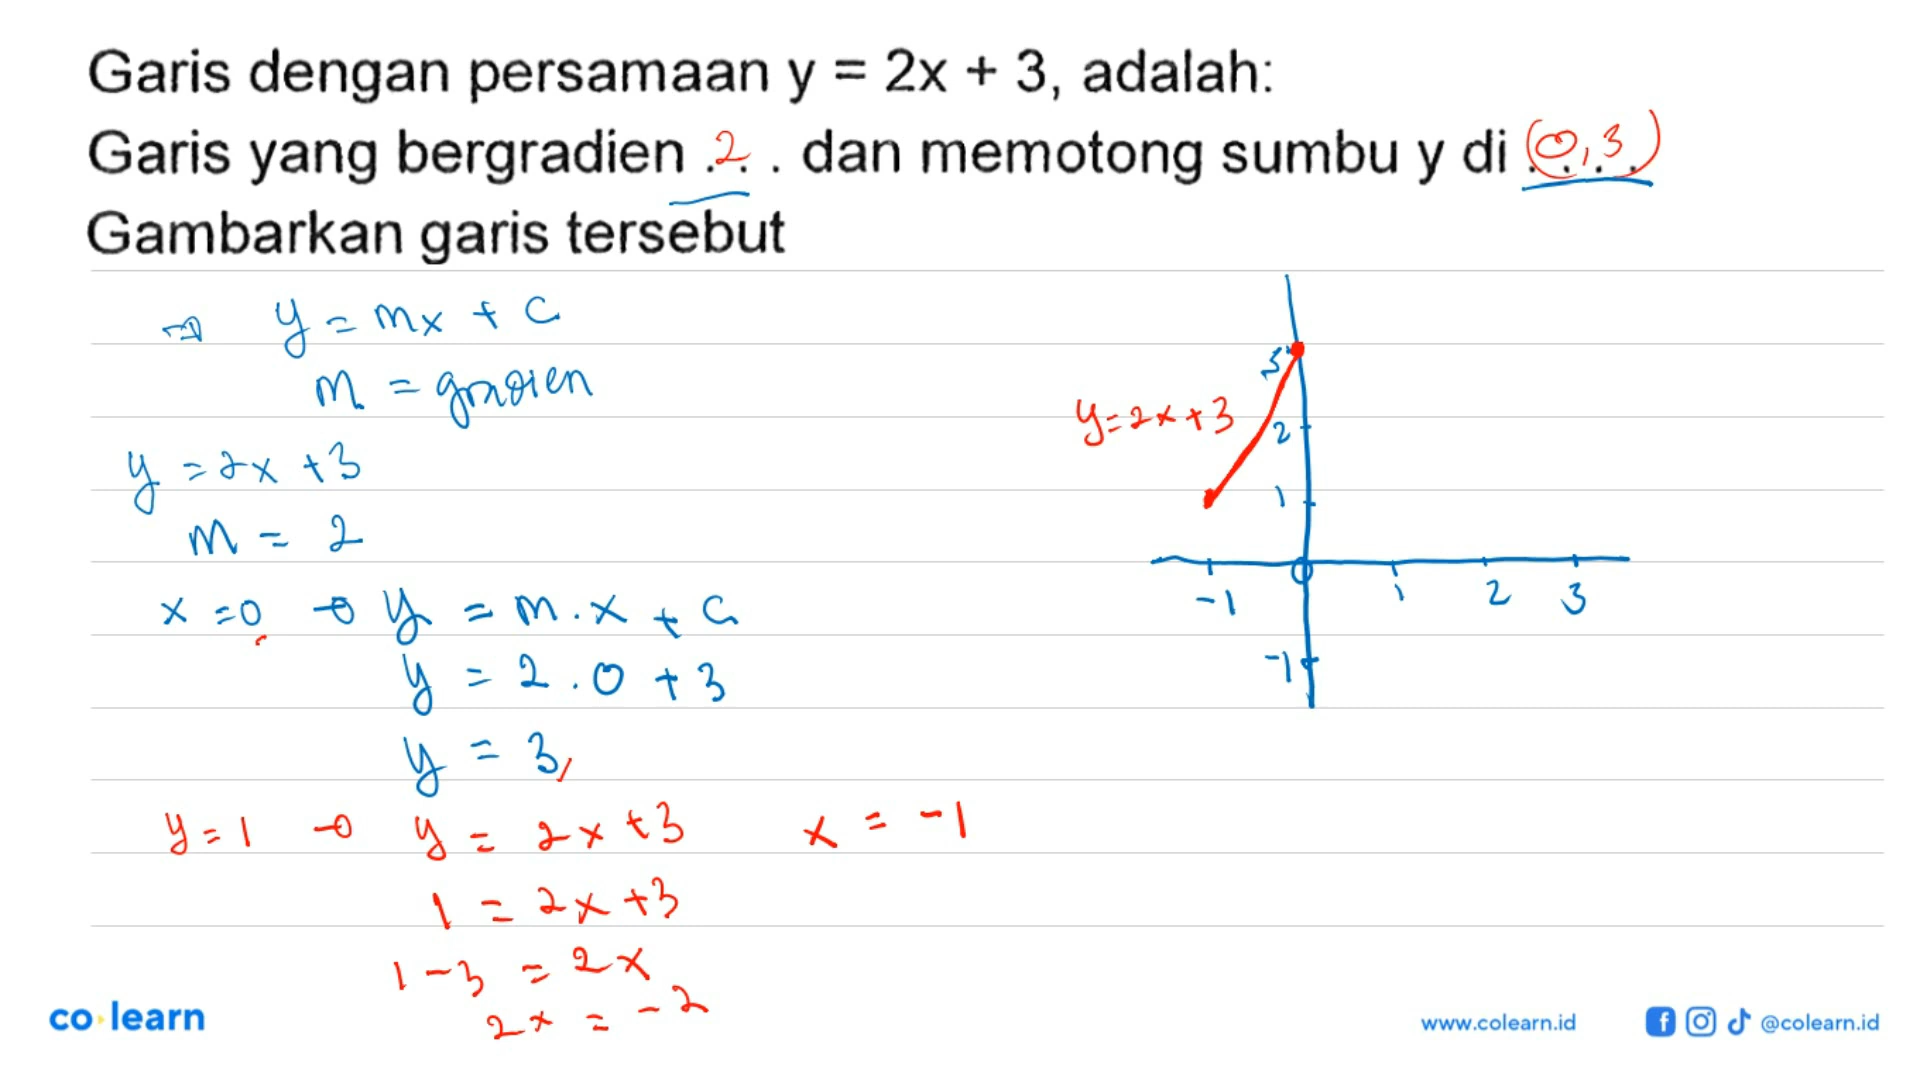 Garis dengan persamaan y = 2x + 3, adalah:
Garis yang bergradien .2. . dan memotong sumbu y di (0,3)
Gambarkan garis tersebut
⇒ y = mx + c
m = gradien
y = 2x + 3
m = 2
x = 0 → y = m . x + c
y = 2 . 0 + 3
y = 3
y = 1 → y = 2x + 3 x = -1
1 = 2x + 3
1 - 3 = 2x
2x = -2
3
y = 2x + 3
2
1
-1 0 1 2 3
-1
co learn
www.colearn.id @colearn.id